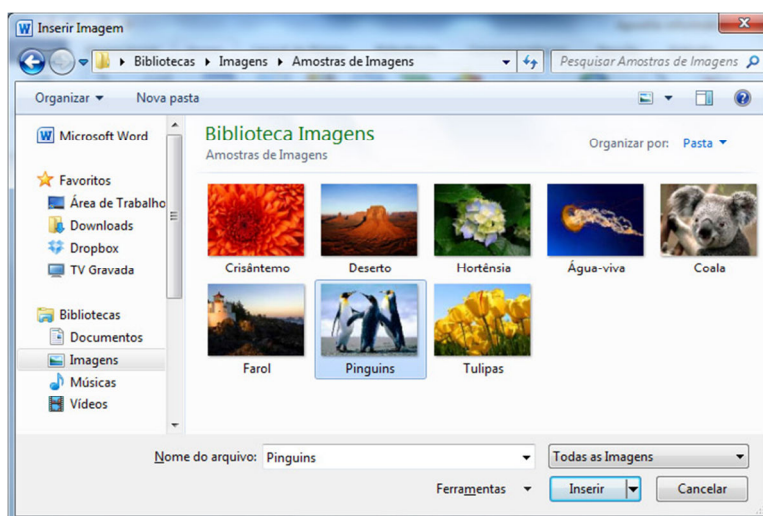 Inserir Imagem
Bibliotecas Imagens Amostras de Imagens
Pesquisar Amostras de Imagens
Organizar
Nova pasta
Microsoft Word
Favoritos
Área de Trabalho
Downloads
Dropbox
TV Gravada
Bibliotecas
Documentos
Imagens
Músicas
Vídeos
Biblioteca Imagens
Amostras de Imagens
Organizar por: Pasta
Crisântemo
Deserto
Hortênsia
Água-viva
Coala
Farol
Pinguins
Tulipas
Nome do arquivo: Pinguins
Todas as Imagens
Ferramentas
Inserir
Cancelar